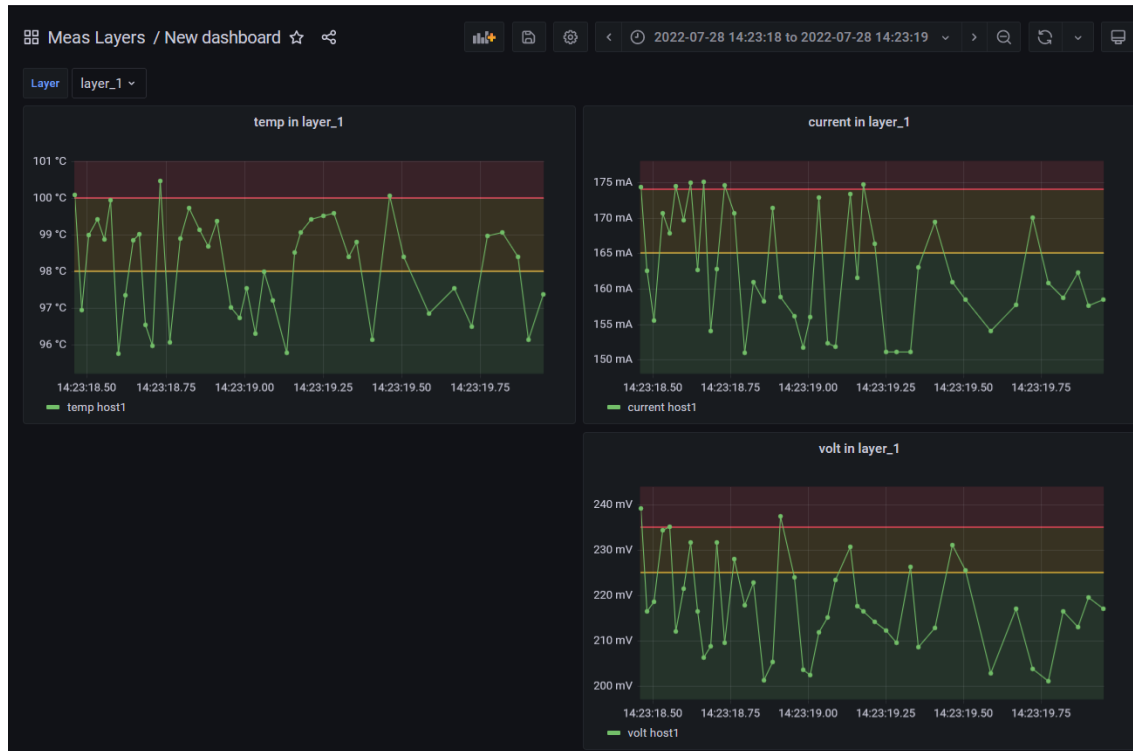 Meas Layers / New dashboard
2022-07-28 14:23:18 to 2022-07-28 14:23:19
Layer layer_1
temp in layer_1
101 °C
100 °C
99 °C
98 °C
97 °C
96 °C
14:23:18.50 14:23:18.75 14:23:19.00 14:23:19.25 14:23:19.50 14:23:19.75
temp host1
current in layer_1
175 mA
170 mA
165 mA
160 mA
155 mA
150 mA
14:23:18.50 14:23:18.75 14:23:19.00 14:23:19.25 14:23:19.50 14:23:19.75
current host1
volt in layer_1
240 mV
230 mV
220 mV
210 mV
200 mV
14:23:18.50 14:23:18.75 14:23:19.00 14:23:19.25 14:23:19.50 14:23:19.75
volt host1